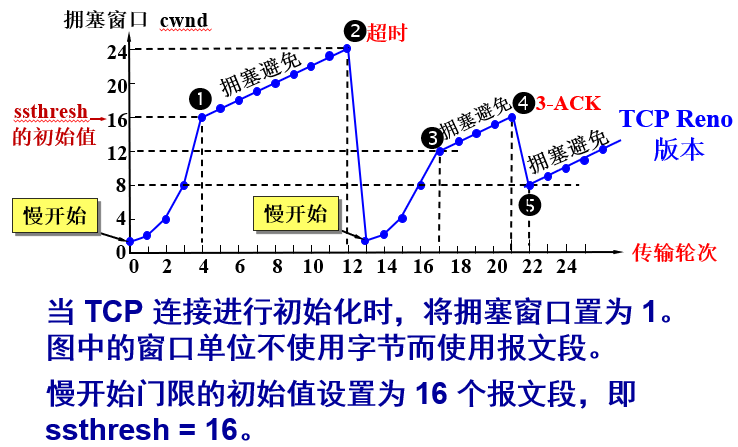 拥塞窗口 cwnd
❷超时
24
拥塞避免
20
❶
❹3-ACK
ssthresh
的初始值
16
拥塞避免
TCP Reno
版本
❸
12
拥塞避免
8
慢开始
慢开始
❺
4
0
0 2 4 6 8 10 12 14 16 18 20 22 24
传输轮次
当 TCP 连接进行初始化时，将拥塞窗口置为 1。
图中的窗口单位不使用字节而使用报文段。
慢开始门限的初始值设置为 16 个报文段，即
ssthresh = 16。